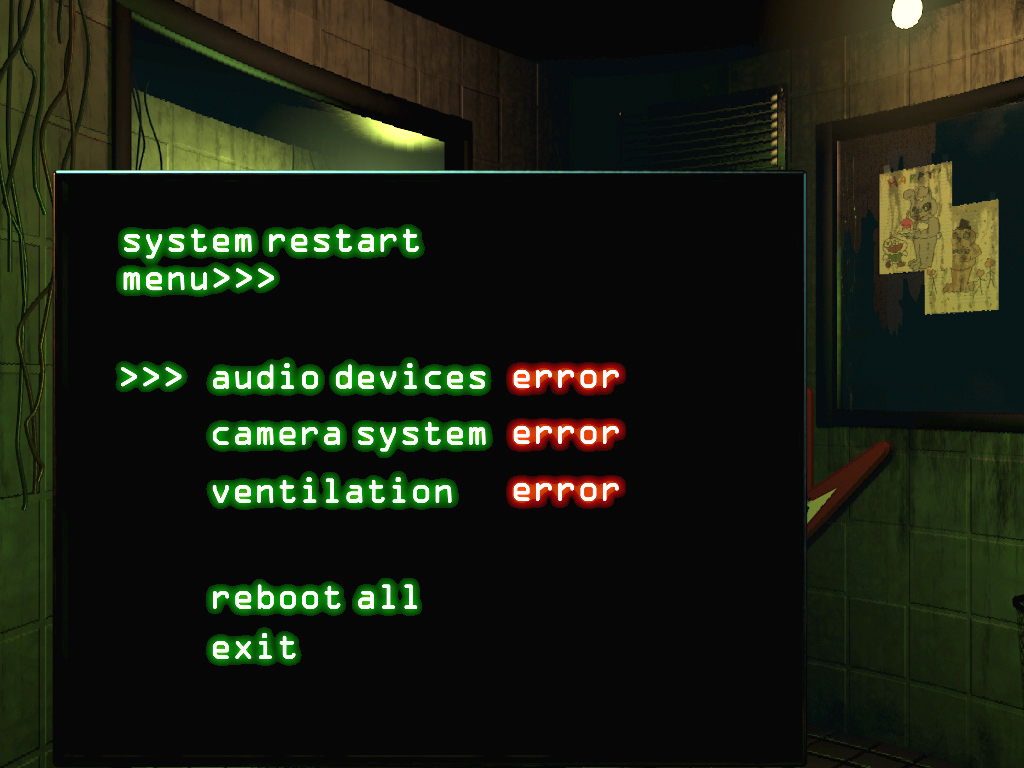 system restart
menu>>>
>>> audio devices error
camera system error
ventilation error
reboot all
exit